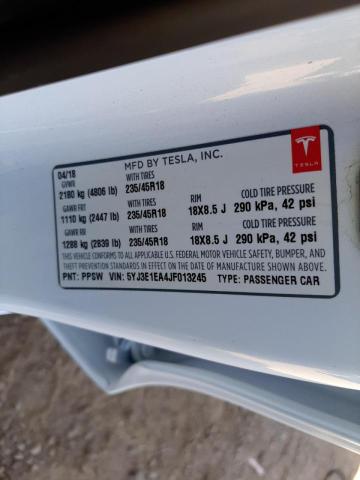 MFD BY TESLA, INC.
04/18
GVWR WITH TIRES
2180 kg (4806 lb) 235/45R18
GAWR FRT WITH TIRES RIM COLD TIRE PRESSURE
1110 kg (2447 lb) 235/45R18 18X8.5 J 290 kPa, 42 psi
GAWR RR WITH TIRES RIM COLD TIRE PRESSURE
1288 kg (2839 lb) 235/45R18 18X8.5 J 290 kPa, 42 psi
THIS VEHICLE CONFORMS TO ALL APPLICABLE U.S. FEDERAL MOTOR VEHICLE SAFETY, BUMPER, AND
THEFT PREVENTION STANDARDS IN EFFECT ON THE DATE OF MANUFACTURE SHOWN ABOVE.
PNT: PPSW VIN: 5YJ3E1EA4JF013245 TYPE: PASSENGER CAR
TESLA